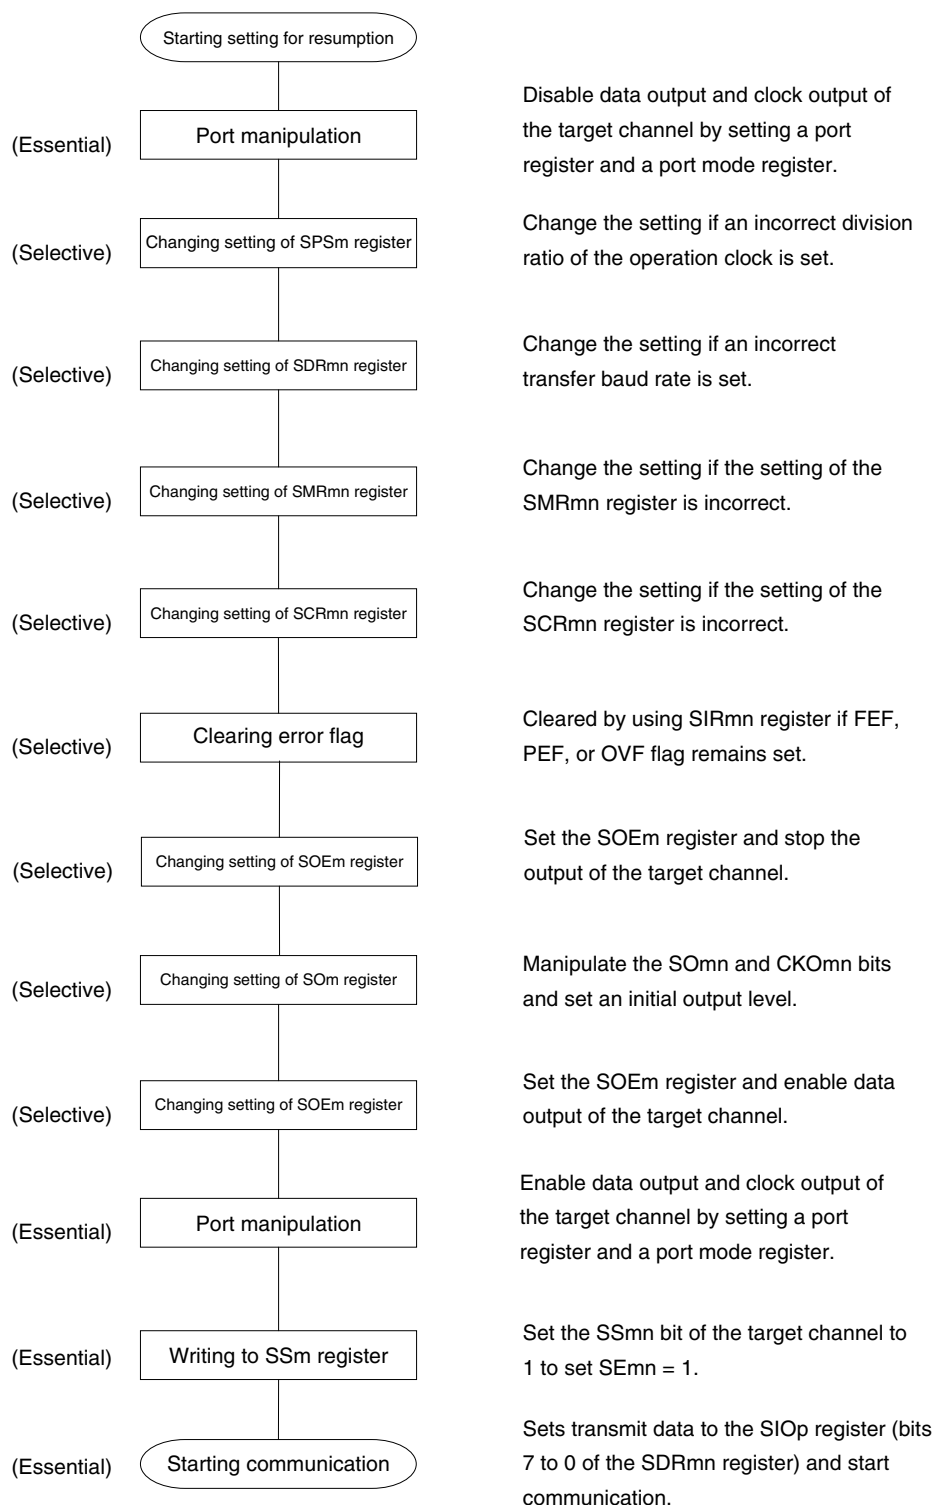 Starting setting for resumption
(Essential)
Port manipulation
Disable data output and clock output of
the target channel by setting a port
register and a port mode register.
(Selective)
Changing setting of SPSm register
Change the setting if an incorrect division
ratio of the operation clock is set.
(Selective)
Changing setting of SDRmn register
Change the setting if an incorrect
transfer baud rate is set.
(Selective)
Changing setting of SMRmn register
Change the setting if the setting of the
SMRmn register is incorrect.
(Selective)
Changing setting of SCRmn register
Change the setting if the setting of the
SCRmn register is incorrect.
(Selective)
Clearing error flag
Cleared by using SIRmn register if FEF,
PEF, or OVF flag remains set.
(Selective)
Changing setting of SOEm register
Set the SOEm register and stop the
output of the target channel.
(Selective)
Changing setting of SOm register
Manipulate the SOmn and CKOmn bits
and set an initial output level.
(Selective)
Changing setting of SOEm register
Set the SOEm register and enable data
output of the target channel.
(Essential)
Port manipulation
Enable data output and clock output of
the target channel by setting a port
register and a port mode register.
(Essential)
Writing to SSm register
Set the SSmn bit of the target channel to
1 to set SEmn = 1.
(Essential)
Starting communication
Sets transmit data to the SIOp register (bits
7 to 0 of the SDRmn register) and start
communication.